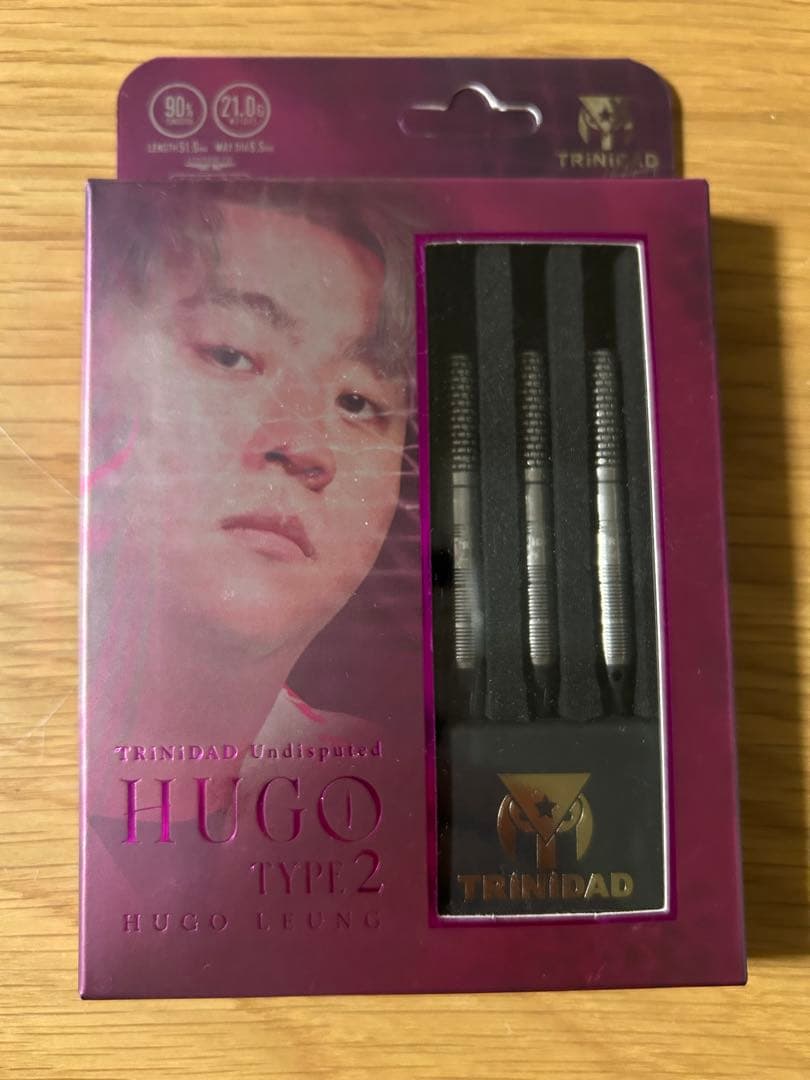 90%
21.0G
TRiNiDAD
TRiNiDAD Undisputed
HUGO
TYPE 2
HUGO LEUNG
TRiNiDAD